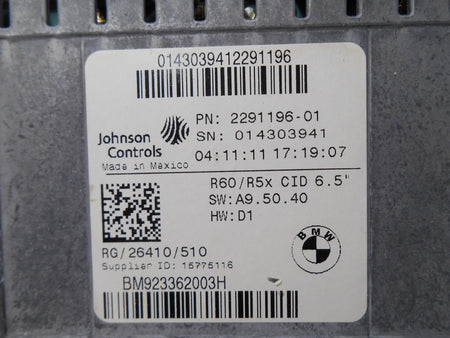 0143039412291196
Johnson
Controls
Made in Mexico
PN: 2291196-01
SN: 014303941
04:11:11 17:19:07
R60/R5x CID 6.5"
SW:A9.50.40
HW:D1
BMW
RG/26410/510
Supplier ID: 15775116
BM923362003H